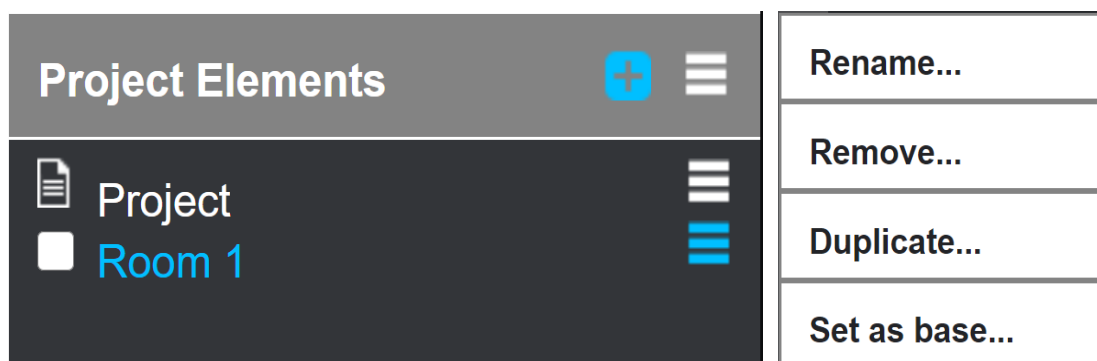 Project Elements
Project
Room 1
Rename...
Remove...
Duplicate...
Set as base...